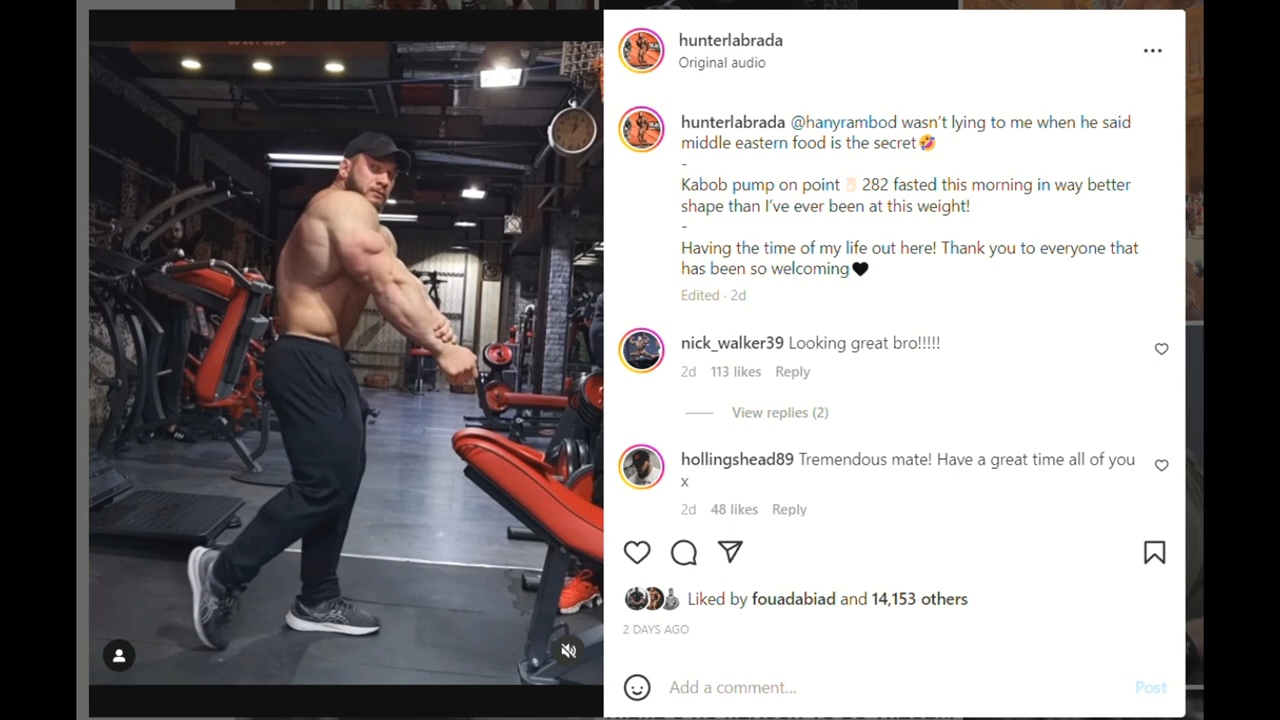 hunterlabrada
Original audio
hunterlabrada @hanyrambod wasn’t lying to me when he said
middle eastern food is the secret🤣
-
Kabob pump on point👌🏻282 fasted this morning in way better
shape than I’ve ever been at this weight!
-
Having the time of my life out here! Thank you to everyone that
has been so welcoming🖤
Edited · 2d
nick_walker39 Looking great bro!!!!!
2d 113 likes Reply
View replies (2)
hollingshead89 Tremendous mate! Have a great time all of you
x
2d 48 likes Reply
Liked by fouadabiad and 14,153 others
2 DAYS AGO
Add a comment...
Post